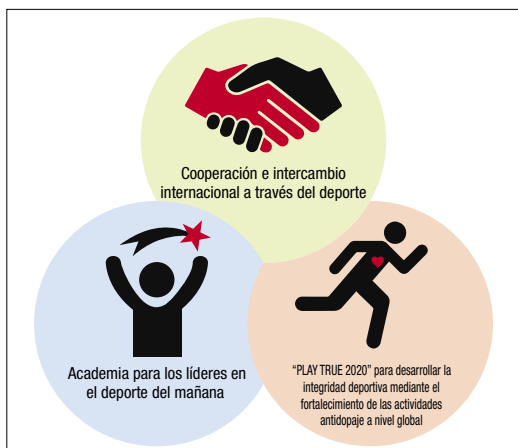 Cooperación e intercambio
internacional a través del deporte
Academia para los líderes en
el deporte del mañana
“PLAY TRUE 2020” para desarrollar la
integridad deportiva mediante el
fortalecimiento de las actividades
antidopaje a nivel global